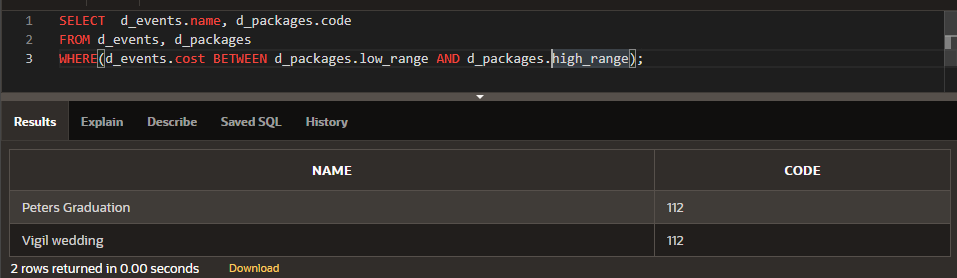 1 SELECT d_events.name, d_packages.code
2 FROM d_events, d_packages
3 WHERE(d_events.cost BETWEEN d_packages.low_range AND d_packages.high_range);
Results Explain Describe Saved SQL History
NAME CODE
Peters Graduation 112
Vigil wedding 112
2 rows returned in 0.00 seconds Download